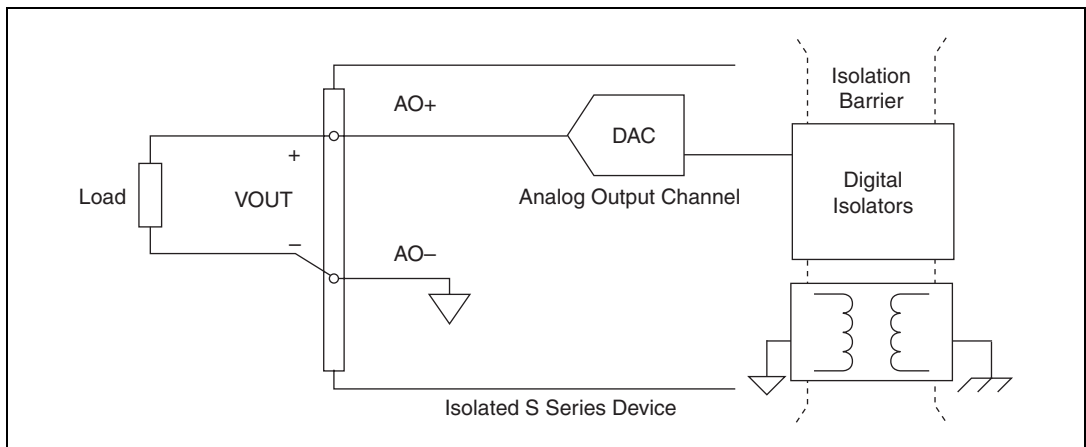 Isolation
Barrier
AO+
DAC
+
Load
VOUT
Analog Output Channel
Digital
Isolators
–
AO–
Isolated S Series Device